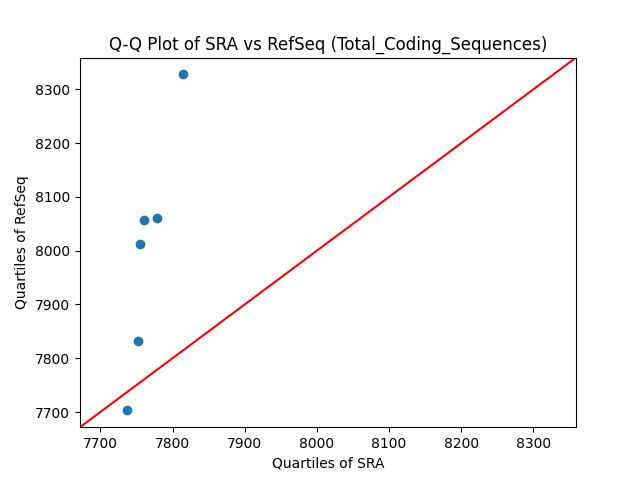 Q-Q Plot of SRA vs RefSeq (Total_Coding_Sequences)
8300
8200
8100
8000
7900
7800
7700
Quartiles of RefSeq
7700 7800 7900 8000 8100 8200 8300
Quartiles of SRA